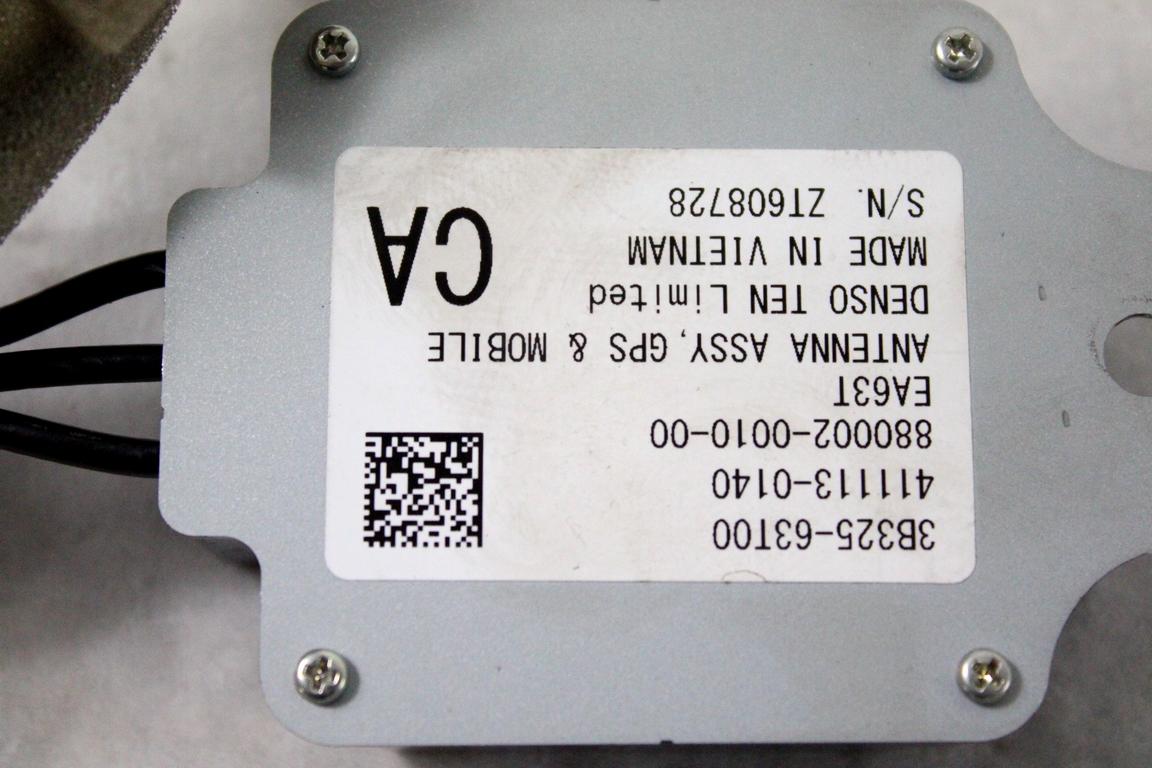 3B325-63T00
411113-0140
880002-0010-00
EA63T
ANTENNA ASSY,GPS & MOBILE
DENSO TEN Limited
MADE IN VIETNAM
S/N. ZT608728
CA